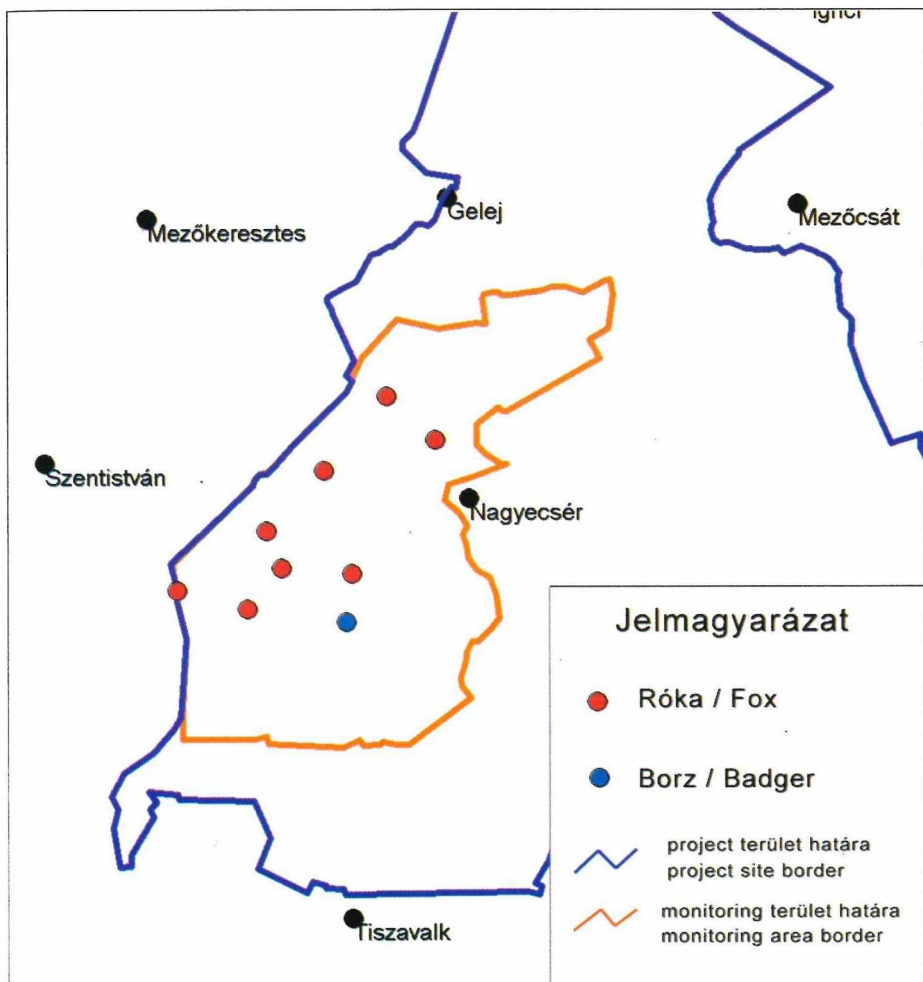 Gelej
Mezőkeresztes
Mezőcsát
Szentistván
Nagyecsér
Tiszavalk
Jelmagyarázat
Róka / Fox
Borz / Badger
project terület határa
project site border
monitoring terület határa
monitoring area border